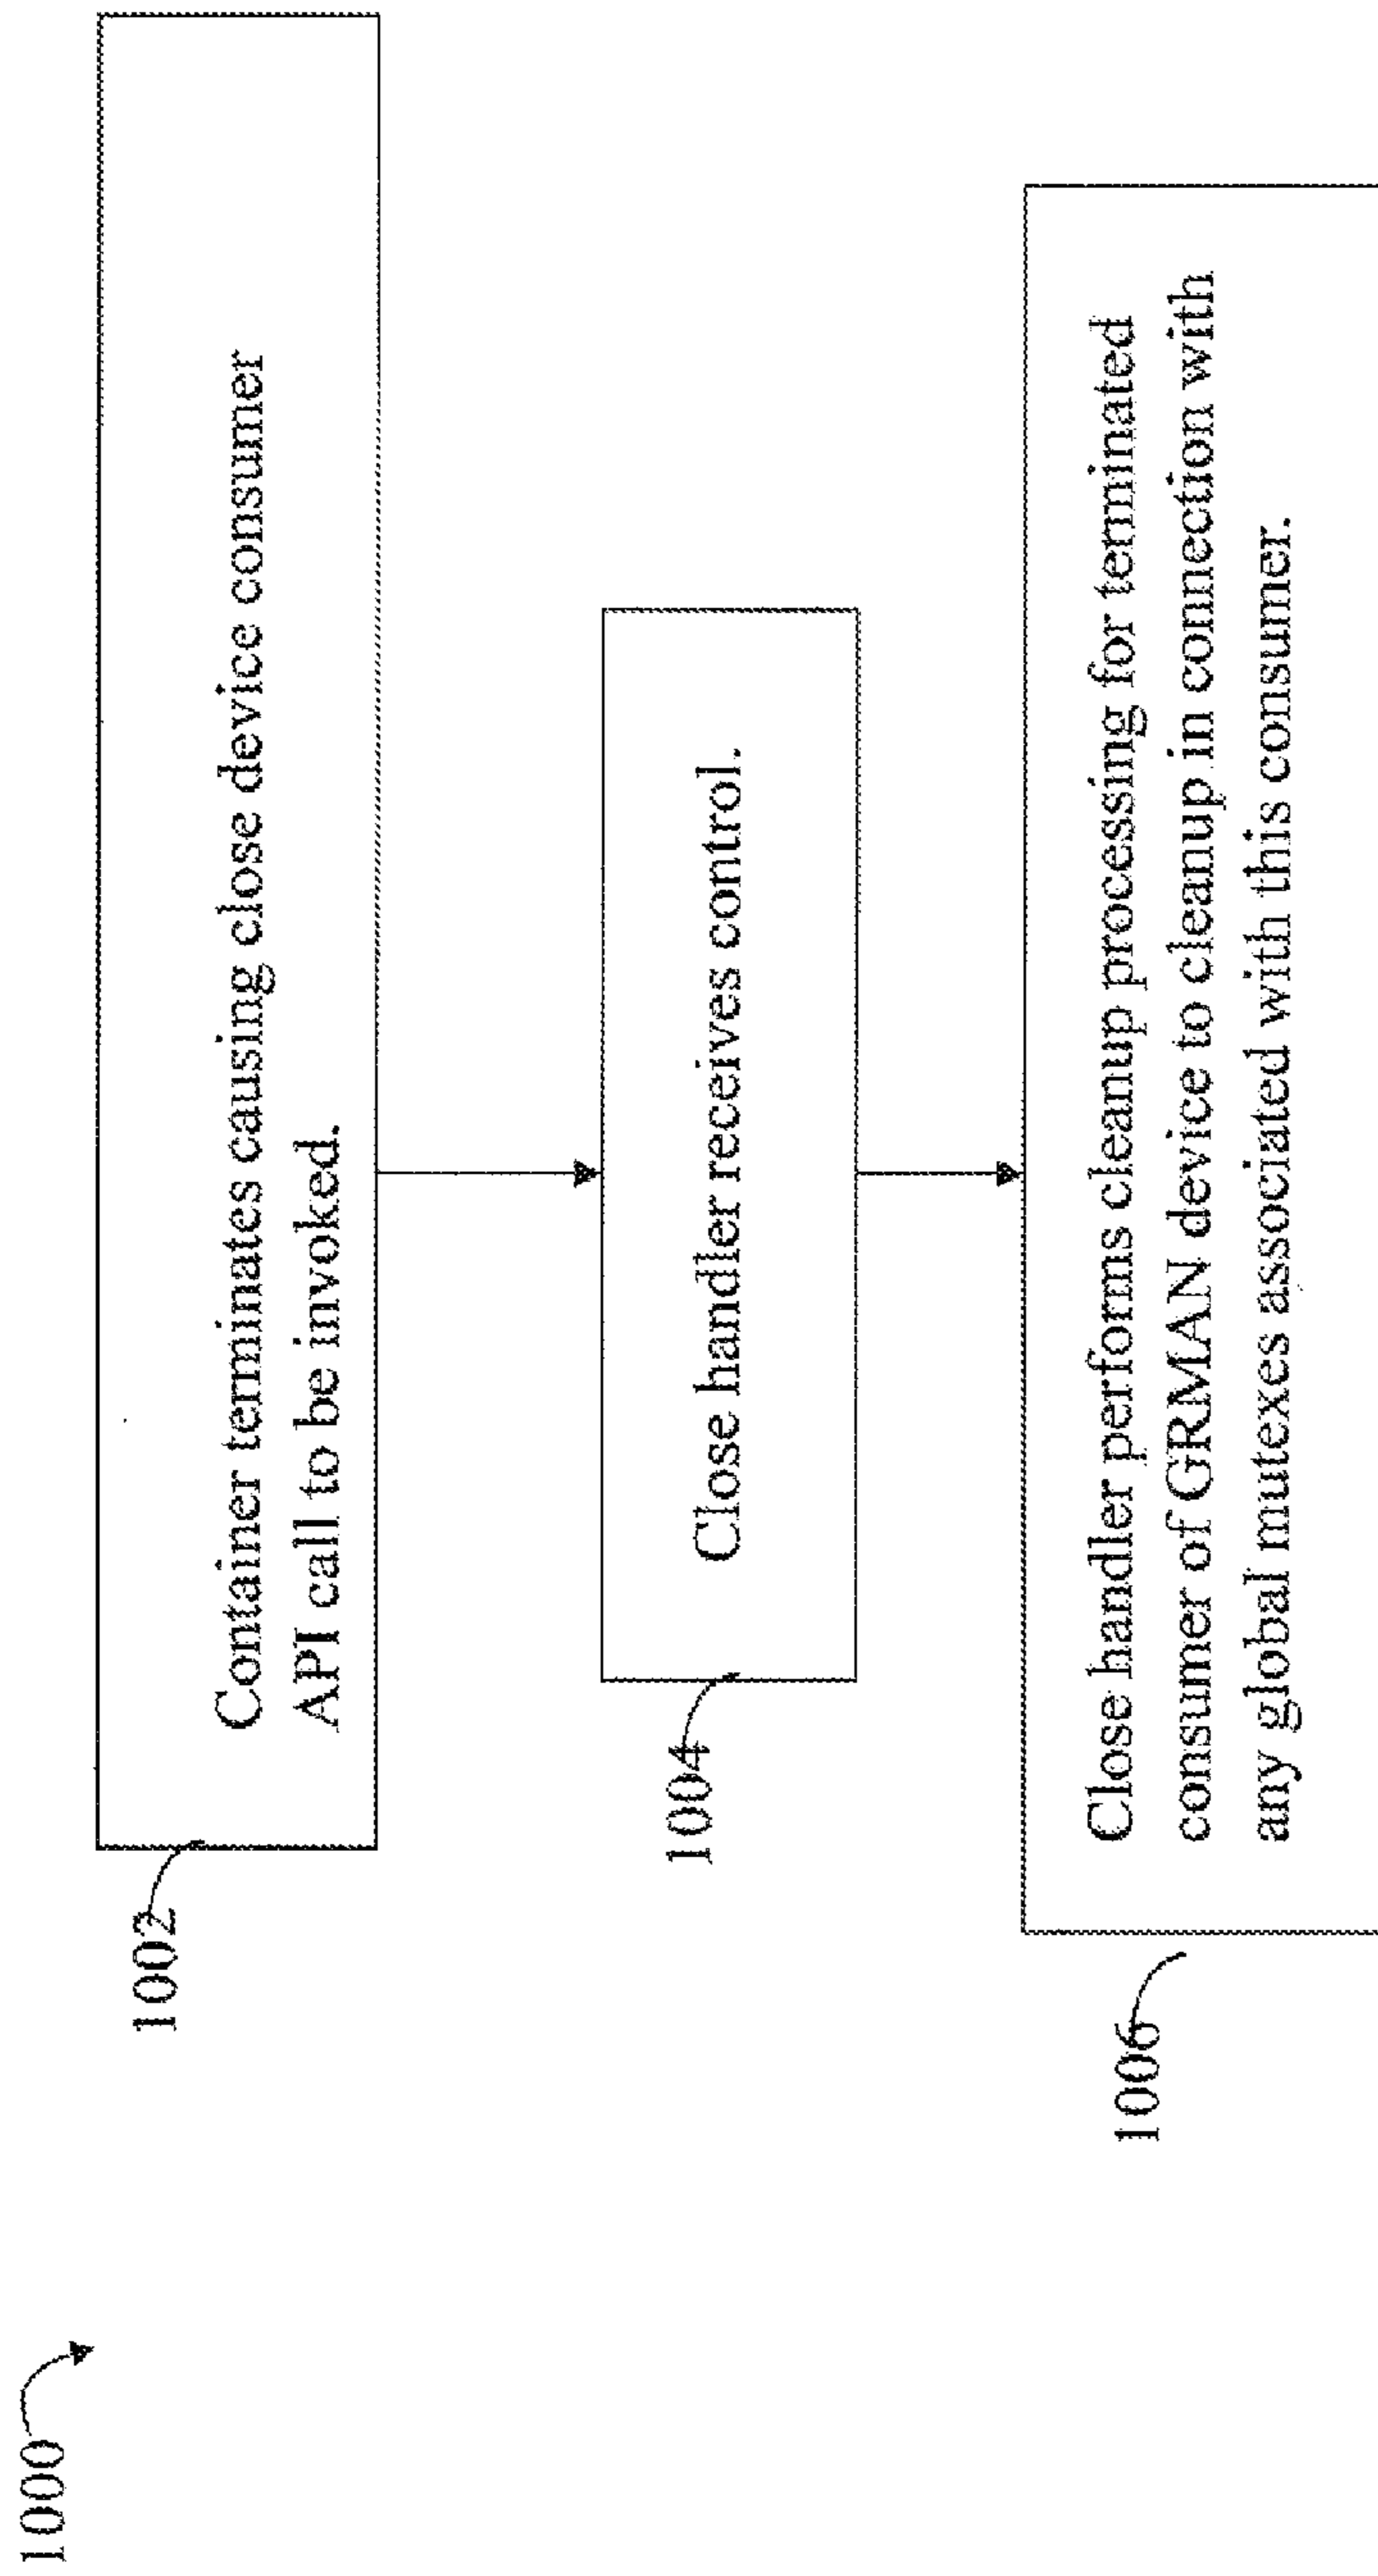 1000
1002
Container terminates causing close device consumer
API call to be invoked.
1004
Close handler receives control.
1006
Close handler performs cleanup processing for terminated
consumer of GRMAN device to cleanup in connection with
any global mutexes associated with this consumer.